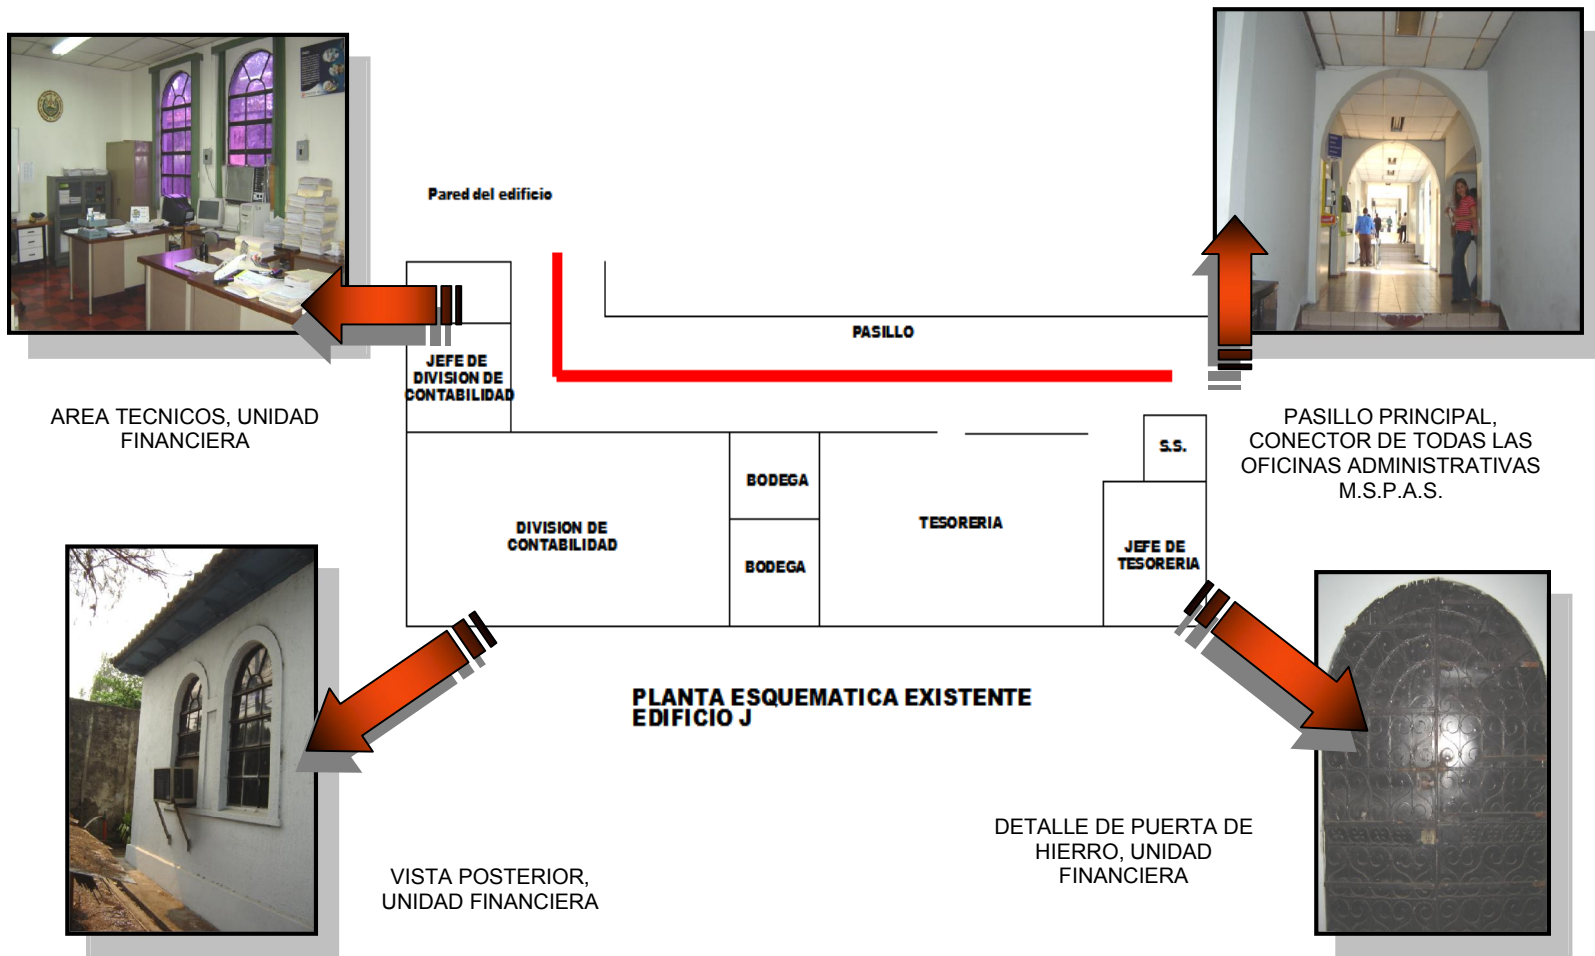 Pared del edificio
PASILLO
JEFE DE
DIVISION DE
CONTABILIDAD
AREA TECNICOS, UNIDAD
FINANCIERA
PASILLO PRINCIPAL,
CONECTOR DE TODAS LAS
OFICINAS ADMINISTRATIVAS
M.S.P.A.S.
S.S.
BODEGA
DIVISION DE
CONTABILIDAD
TESORERIA
BODEGA
JEFE DE
TESORERIA
PLANTA ESQUEMATICA EXISTENTE
EDIFICIO J
DETALLE DE PUERTA DE
HIERRO, UNIDAD
FINANCIERA
VISTA POSTERIOR,
UNIDAD FINANCIERA